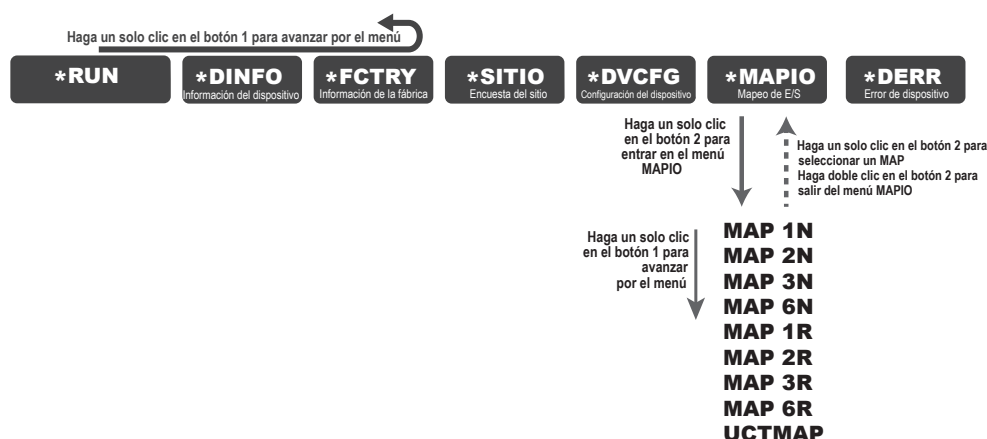 Haga un solo clic en el botón 1 para avanzar por el menú
*RUN
*DINFO
Información del dispositivo
*FCTRY
Información de la fábrica
*SITIO
Encuesta del sitio
*DVCFG
Configuración del dispositivo
*MAPIO
Mapeo de E/S
*DERR
Error de dispositivo
Haga un solo clic
en el botón 2 para
entrar en el menú
MAPIO
Haga un solo clic en el botón 2 para
seleccionar un MAP
Haga doble clic en el botón 2 para
salir del menú MAPIO
Haga un solo clic
en el botón 1 para
avanzar
por el menú
MAP 1N
MAP 2N
MAP 3N
MAP 6N
MAP 1R
MAP 2R
MAP 3R
MAP 6R
UCTMAP